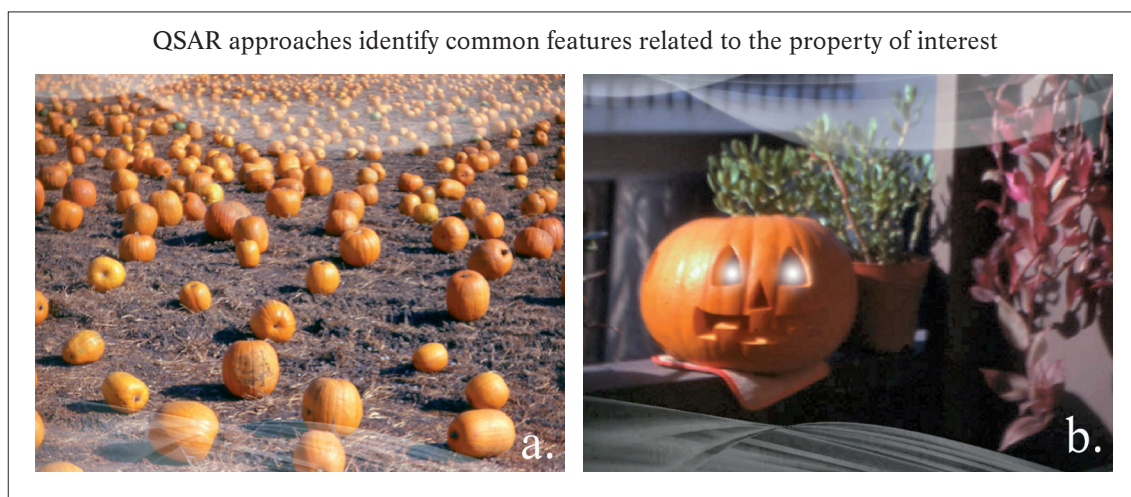 QSAR approaches identify common features related to the property of interest
a.
b.